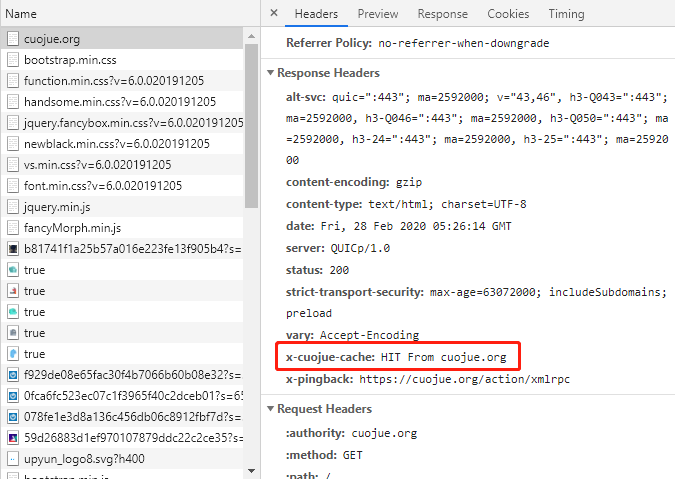 Name
cuojue.org
bootstrap.min.css
function.min.css?v=6.0.020191205
handsome.min.css?v=6.0.020191205
jquery.fancybox.min.css?v=6.0.020191205
newblack.min.css?v=6.0.020191205
vs.min.css?v=6.0.020191205
font.min.css?v=6.0.020191205
jquery.min.js
fancyMorph.min.js
b81741f1a25b57a016e223fe13f905b4?s=
true
true
true
true
true
f929de08e65fac30f4b7066b60b08e32?s=
0fca6fc523ec07c1f3965f40c2dceb01?s=65
078fe1e3d8a136c456db06c8912fbf7d?s=
59d26883d1ef970107879ddc22c2ce35?s=
upyun_logo8.svg?h400
bootstrap.min.js
× Headers Preview Response Cookies Timing
Referrer Policy: no-referrer-when-downgrade
Response Headers
alt-svc: quic=":443"; ma=2592000; v="43,46", h3-Q043=":443";
ma=2592000, h3-Q046=":443"; ma=2592000, h3-Q050=":443"; m
a=2592000, h3-24=":443"; ma=2592000, h3-25=":443"; ma=25920
00
content-encoding: gzip
content-type: text/html; charset=UTF-8
date: Fri, 28 Feb 2020 05:26:14 GMT
server: QUICp/1.0
status: 200
strict-transport-security: max-age=63072000; includeSubdomains;
preload
vary: Accept-Encoding
x-cuojue-cache: HIT From cuojue.org
x-pingback: https://cuojue.org/action/xmlrpc
Request Headers
:authority: cuojue.org
:method: GET
:path: /